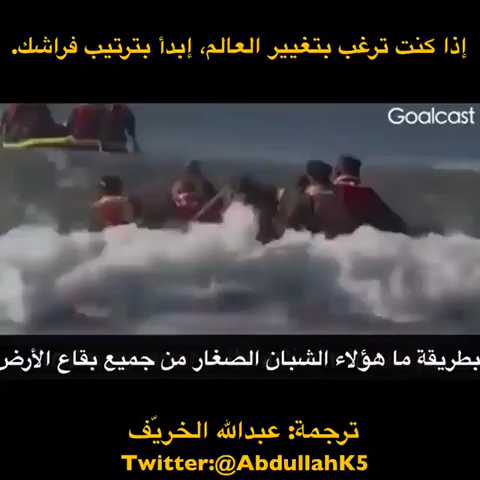 إذا كنت ترغب بتغيير العالم، إبدأ بترتيب فراشك.
Goalcast
بطريقة ما هؤلاء الشبان الصغار من جميع بقاع الأرض
ترجمة: عبدالله الخريّف
Twitter:@AbdullahK5